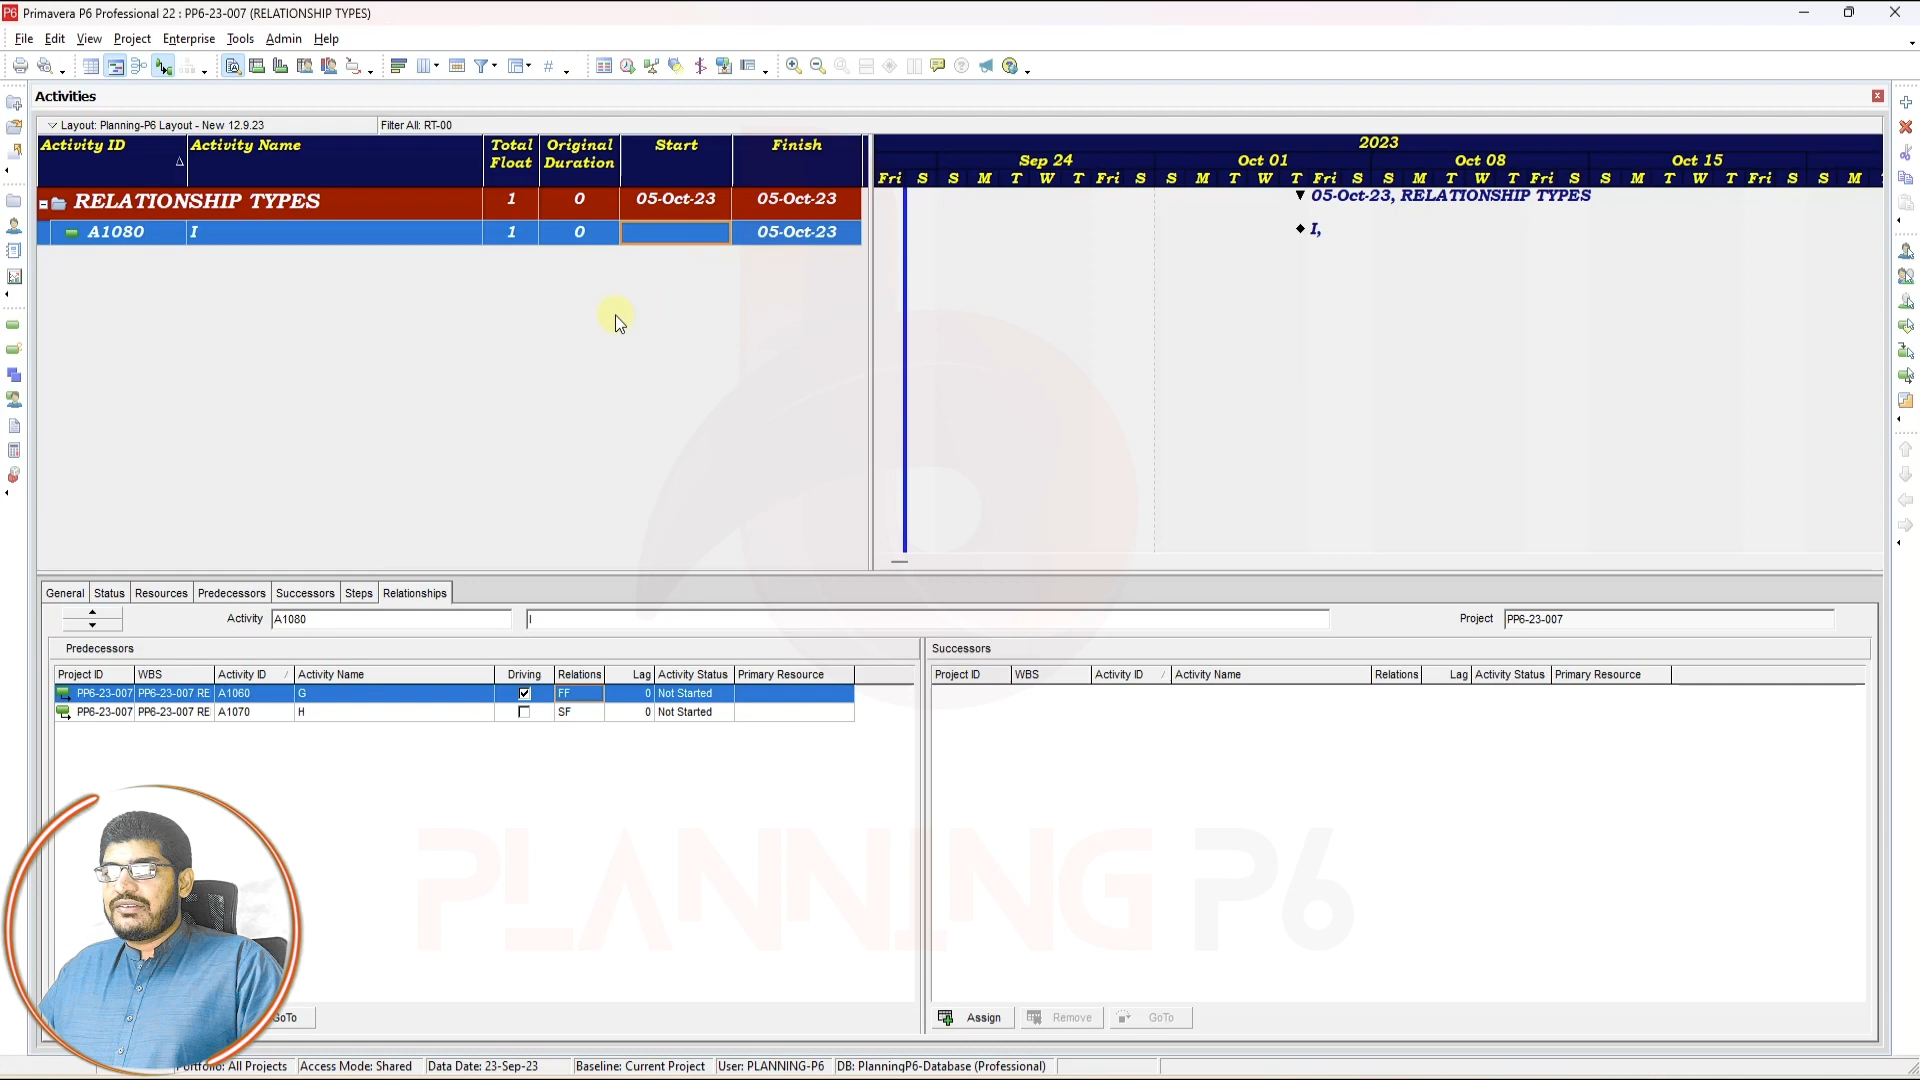 Primavera P6 Professional 22 : PP6-23-007 (RELATIONSHIP TYPES)
File Edit View Project Enterprise Tools Admin Help
Activities
Layout: Planning-P6 Layout - New 12.9.23 Filter All: RT-00
Activity ID Activity Name Total Float Original Duration Start Finish
2023
Sep 24 Oct 01 Oct 08 Oct 15
Fri S S M T W T Fri S S M T W T Fri S S M T W T Fri S S M T W T Fri S S M
RELATIONSHIP TYPES 1 0 05-Oct-23 05-Oct-23
05-Oct-23, RELATIONSHIP TYPES
A1080 I 1 0 05-Oct-23
I,
General Status Resources Predecessors Successors Steps Relationships
Activity A1080 I Project PP6-23-007
Predecessors Successors
Project ID WBS Activity ID Activity Name Driving Relations Lag Activity Status Primary Resource
Project ID WBS Activity ID Activity Name Relations Lag Activity Status Primary Resource
PP6-23-007 PP6-23-007 RE A1060 G FF 0 Not Started
PP6-23-007 PP6-23-007 RE A1070 H SF 0 Not Started
PLANNING P6
GoTo Assign Remove GoTo
Portfolio: All Projects Access Mode: Shared Data Date: 23-Sep-23 Baseline: Current Project User: PLANNING-P6 DB: PlanningP6-Database (Professional)